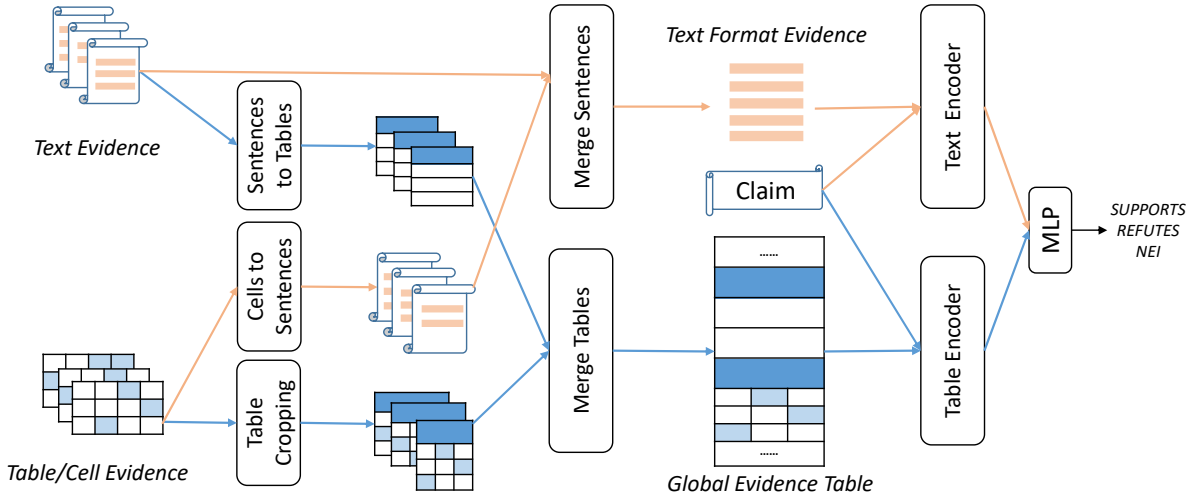 Text Evidence
Sentences
to Tables
Cells to
Sentences
Table
Cropping
Table/Cell Evidence
Merge Sentences
Merge Tables
Text Format Evidence
Claim
......
......
Global Evidence Table
Text Encoder
Table Encoder
MLP
SUPPORTS
REFUTES
NEI